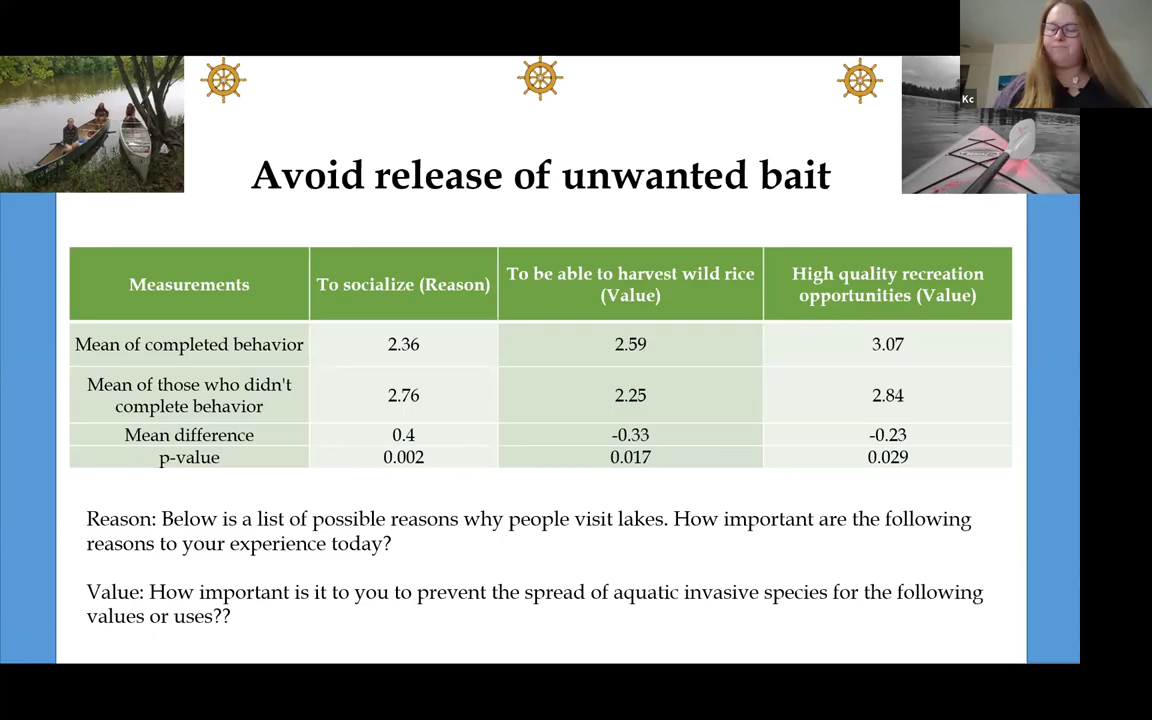 Kc
Avoid release of unwanted bait
Measurements
To socialize (Reason)
To be able to harvest wild rice
(Value)
High quality recreation
opportunities (Value)
Mean of completed behavior
2.36
2.59
3.07
Mean of those who didn't
complete behavior
2.76
2.25
2.84
Mean difference
0.4
-0.33
-0.23
p-value
0.002
0.017
0.029
Reason: Below is a list of possible reasons why people visit lakes. How important are the following
reasons to your experience today?
Value: How important is it to you to prevent the spread of aquatic invasive species for the following
values or uses??